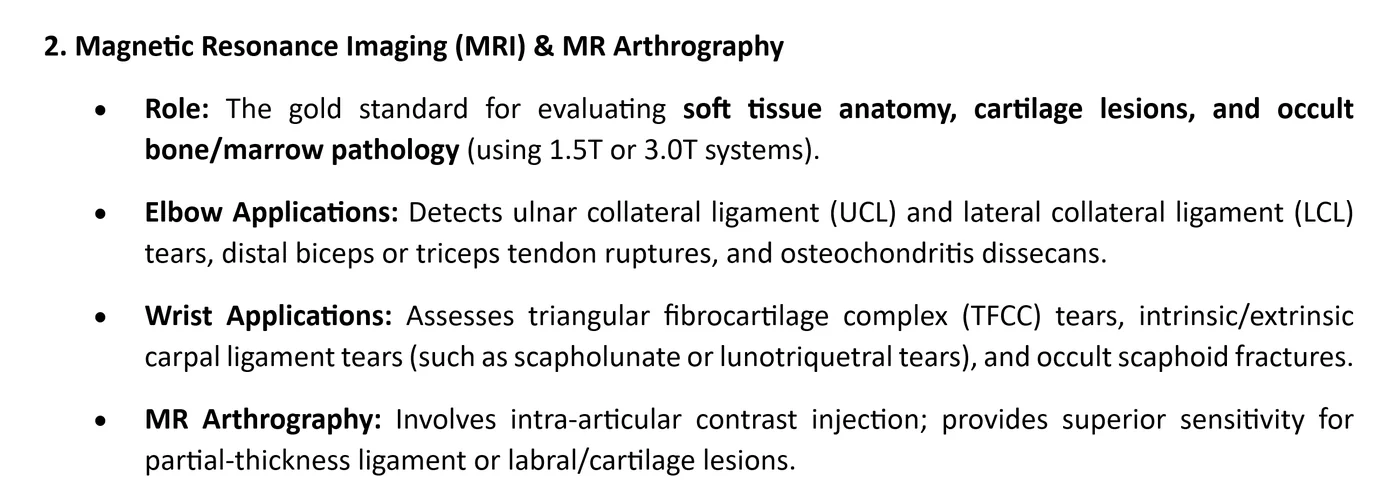 2. Magnetic Resonance Imaging (MRI) & MR Arthrography
• Role: The gold standard for evaluating soft tissue anatomy, cartilage lesions, and occult
bone/marrow pathology (using 1.5T or 3.0T systems).
• Elbow Applications: Detects ulnar collateral ligament (UCL) and lateral collateral ligament (LCL)
tears, distal biceps or triceps tendon ruptures, and osteochondritis dissecans.
• Wrist Applications: Assesses triangular fibrocartilage complex (TFCC) tears, intrinsic/extrinsic
carpal ligament tears (such as scapholunate or lunotriquetral tears), and occult scaphoid fractures.
• MR Arthrography: Involves intra-articular contrast injection; provides superior sensitivity for
partial-thickness ligament or labral/cartilage lesions.